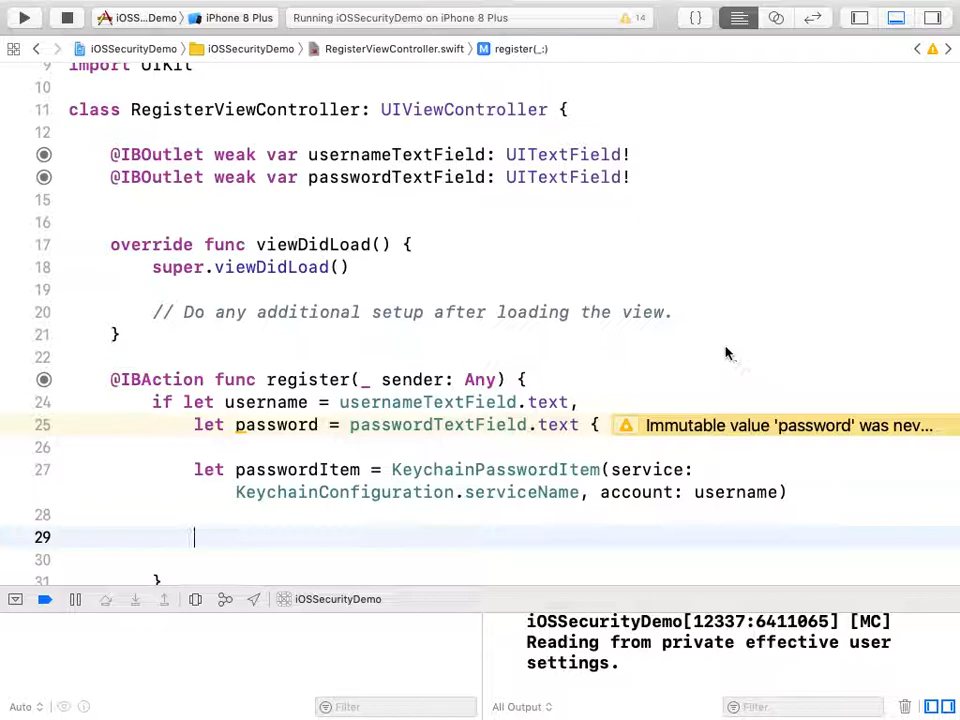 iOSS...Demo iPhone 8 Plus Running iOSSecurityDemo on iPhone 8 Plus 14
iOSSecurityDemo iOSSecurityDemo RegisterViewController.swift M register(_:)
9 import UIKit
10
11 class RegisterViewController: UIViewController {
12
@IBOutlet weak var usernameTextField: UITextField!
@IBOutlet weak var passwordTextField: UITextField!
15
16
17 override func viewDidLoad() {
18 super.viewDidLoad()
19
20 // Do any additional setup after loading the view.
21 }
22
@IBAction func register(_ sender: Any) {
24 if let username = usernameTextField.text,
25 let password = passwordTextField.text { Immutable value 'password' was nev...
26
27 let passwordItem = KeychainPasswordItem(service:
KeychainConfiguration.serviceName, account: username)
28
29
30
31 }
iOSSecurityDemo
iOSSecurityDemo[12337:6411065] [MC]
Reading from private effective user
settings.
Auto Filter All Output Filter